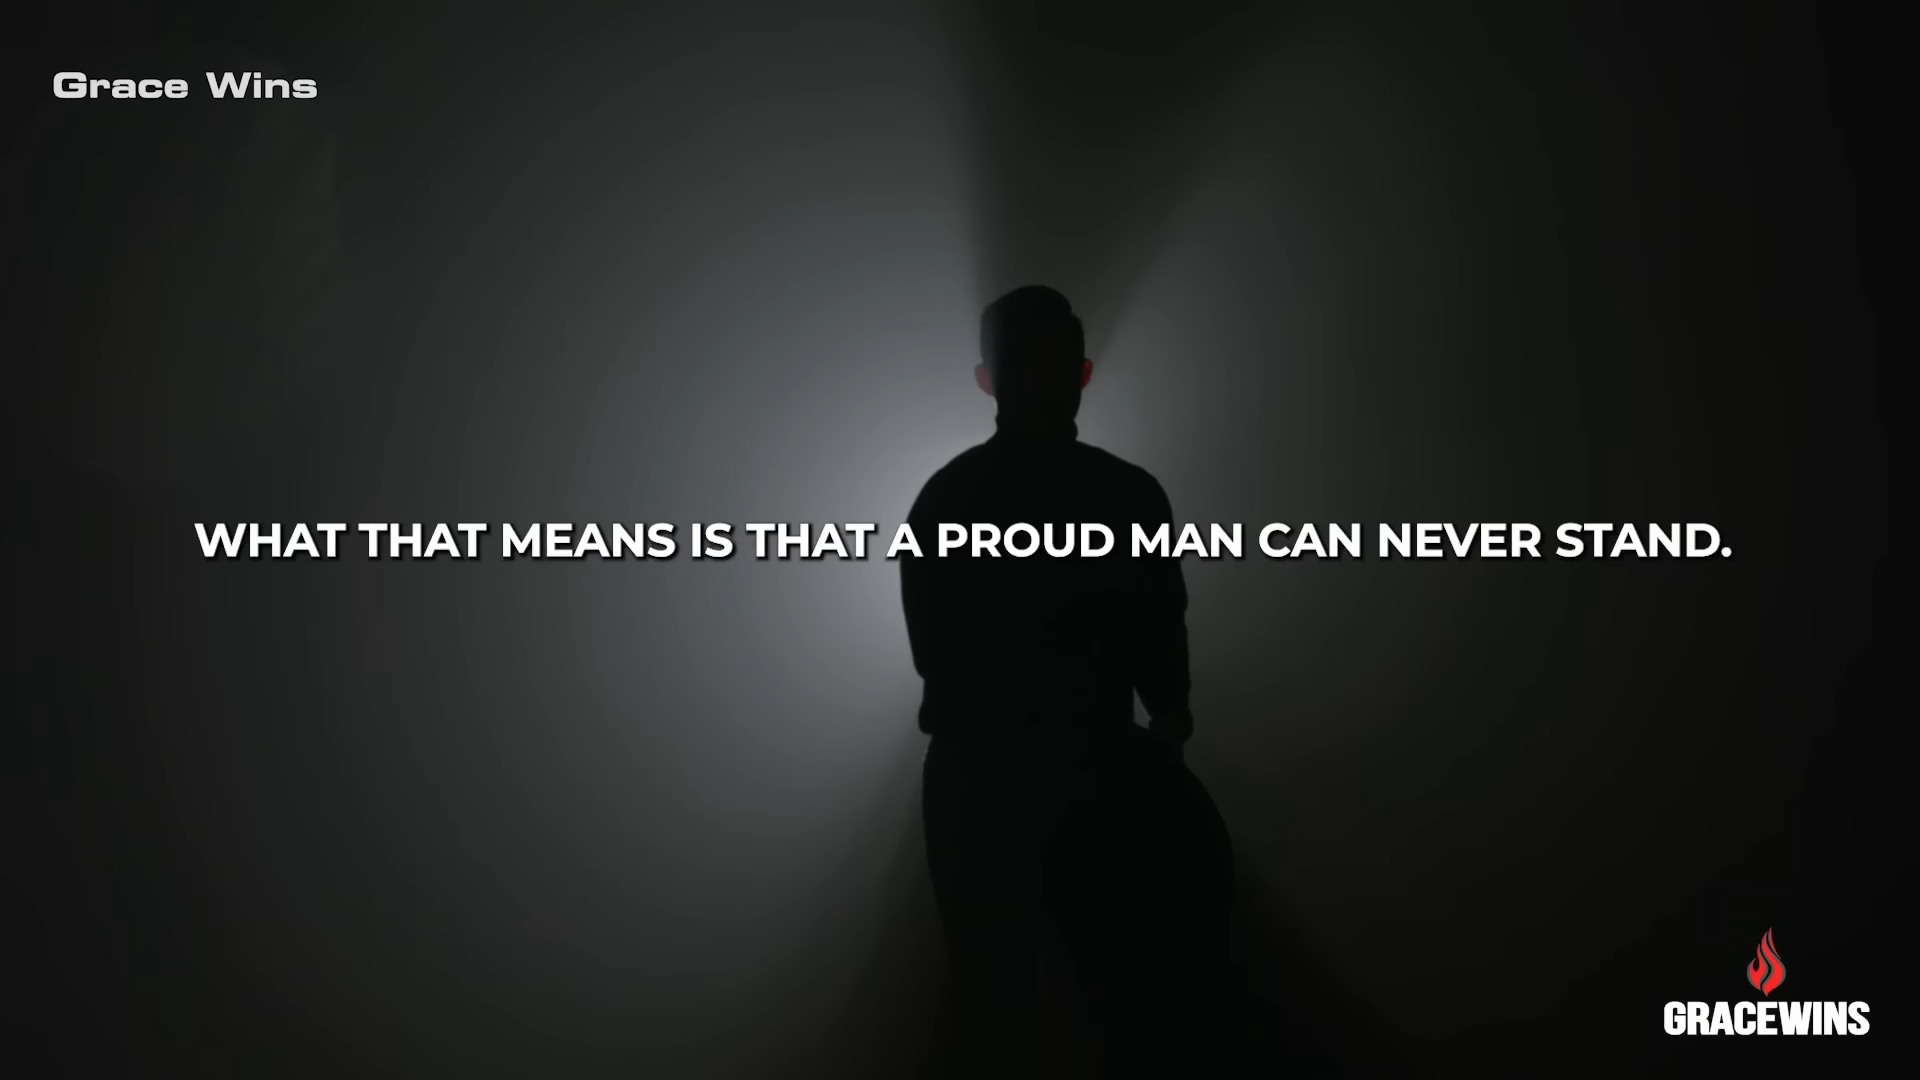 Grace Wins
WHAT THAT MEANS IS THAT A PROUD MAN CAN NEVER STAND.
GRACEWINS